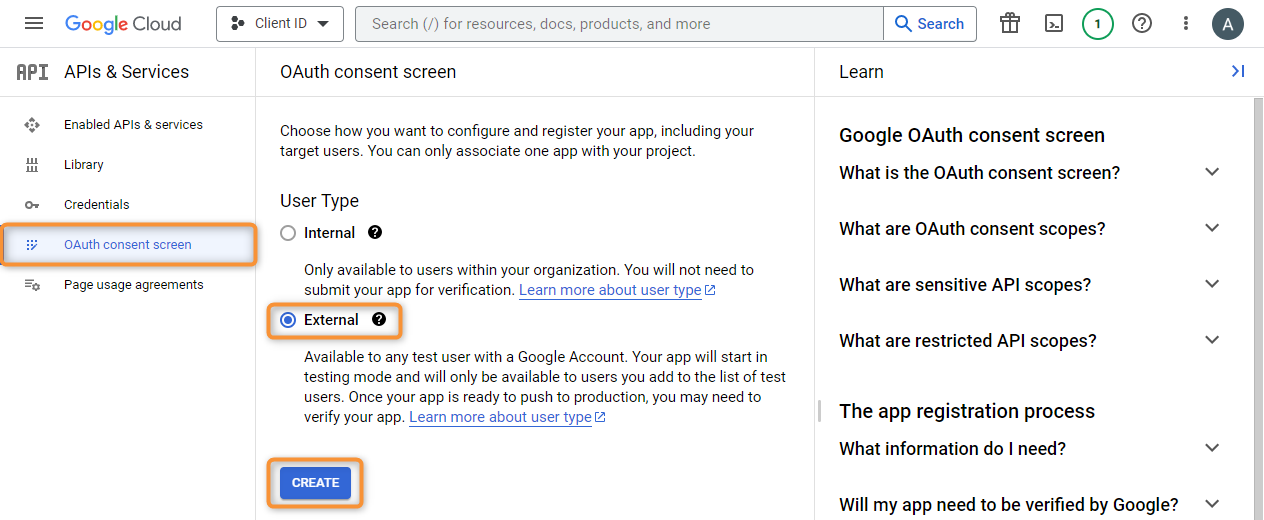 Google Cloud
Client ID
Search (/) for resources, docs, products, and more
Search
1
A
API
APIs & Services
Enabled APIs & services
Library
Credentials
OAuth consent screen
Page usage agreements
OAuth consent screen
Choose how you want to configure and register your app, including your
target users. You can only associate one app with your project.
User Type
Internal
Only available to users within your organization. You will not need to
submit your app for verification. Learn more about user type
External
Available to any test user with a Google Account. Your app will start in
testing mode and will only be available to users you add to the list of test
users. Once your app is ready to push to production, you may need to
verify your app. Learn more about user type
CREATE
Learn
Google OAuth consent screen
What is the OAuth consent screen?
What are OAuth consent scopes?
What are sensitive API scopes?
What are restricted API scopes?
The app registration process
What information do I need?
Will my app need to be verified by Google?